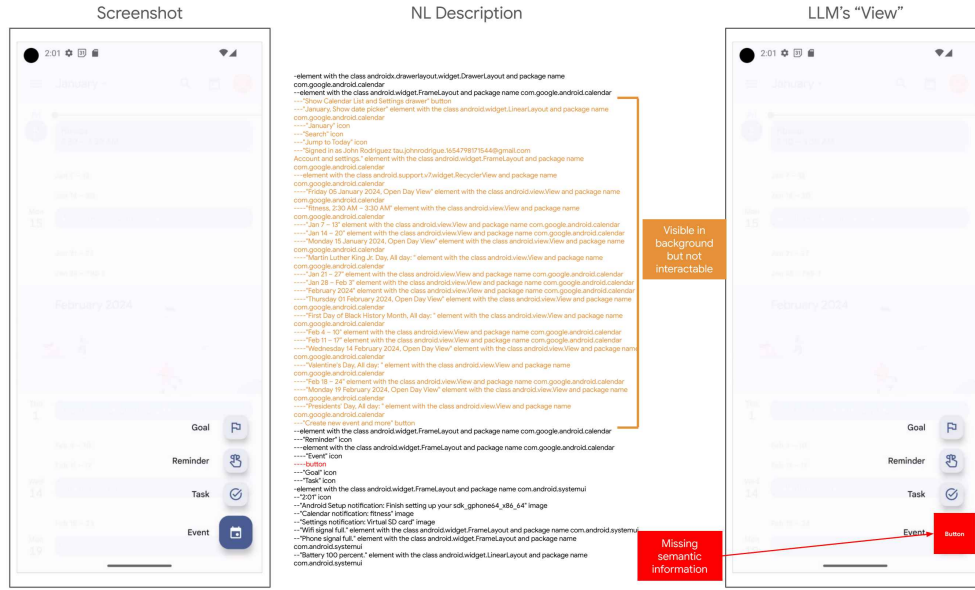 Screenshot
NL Description
LLM's “View”
2:01
January
February 2024
Goal
Reminder
Task
Event
-element with the class androidx.drawerlayout.widget.DrawerLayout and package name
com.google.android.calendar
--element with the class android.widget.FrameLayout and package name com.google.android.calendar
---"Show Calendar List and Settings drawer" button
---"January, Show date picker" element with the class android.widget.LinearLayout and package name
com.google.android.calendar
----"January" icon
---"Search" icon
---"Jump to Today" icon
---"Signed in as John Rodriguez tau.johnrodrigue.1654798171544@gmail.com
Account and settings." element with the class android.widget.FrameLayout and package name
com.google.android.calendar
---element with the class android.support.v7.widget.RecyclerView and package name
com.google.android.calendar
----"Friday 05 January 2024, Open Day View" element with the class android.view.View and package name
com.google.android.calendar
----"fitness, 2:30 AM – 3:30 AM" element with the class android.view.View and package name
com.google.android.calendar
----"Jan 7 – 13" element with the class android.view.View and package name com.google.android.calendar
----"Jan 14 – 20" element with the class android.view.View and package name com.google.android.calendar
----"Monday 15 January 2024, Open Day View" element with the class android.view.View and package name
com.google.android.calendar
----"Martin Luther King Jr. Day, All day: " element with the class android.view.View and package name
com.google.android.calendar
----"Jan 21 – 27" element with the class android.view.View and package name com.google.android.calendar
----"Jan 28 – Feb 3" element with the class android.view.View and package name com.google.android.calendar
----"February 2024" element with the class android.view.View and package name com.google.android.calendar
----"Thursday 01 February 2024, Open Day View" element with the class android.view.View and package name
com.google.android.calendar
----"First Day of Black History Month, All day: " element with the class android.view.View and package name
com.google.android.calendar
----"Feb 4 – 10" element with the class android.view.View and package name com.google.android.calendar
----"Feb 11 – 17" element with the class android.view.View and package name com.google.android.calendar
----"Wednesday 14 February 2024, Open Day View" element with the class android.view.View and package name
com.google.android.calendar
----"Valentine's Day, All day: " element with the class android.view.View and package name
com.google.android.calendar
----"Feb 18 – 24" element with the class android.view.View and package name com.google.android.calendar
----"Monday 19 February 2024, Open Day View" element with the class android.view.View and package name
com.google.android.calendar
----"Presidents' Day, All day: " element with the class android.view.View and package name
com.google.android.calendar
---"Create new event and more" button
--element with the class android.widget.FrameLayout and package name com.google.android.calendar
---"Reminder" icon
---element with the class android.widget.FrameLayout and package name com.google.android.calendar
----"Event" icon
----button
---"Goal" icon
---"Task" icon
-element with the class android.widget.FrameLayout and package name com.android.systemui
--"2:01" icon
--"Android Setup notification: Finish setting up your sdk_gphone64_x86_64" image
--"Calendar notification: fitness" image
--"Settings notification: Virtual SD card" image
--"Wifi signal full." element with the class android.widget.FrameLayout and package name com.android.systemui
--"Phone signal full." element with the class android.widget.FrameLayout and package name
com.android.systemui
--"Battery 100 percent." element with the class android.widget.LinearLayout and package name
com.android.systemui
Visible in
background
but not
interactable
Missing
semantic
information
2:01
January
February 2024
Goal
Reminder
Task
Event
Button